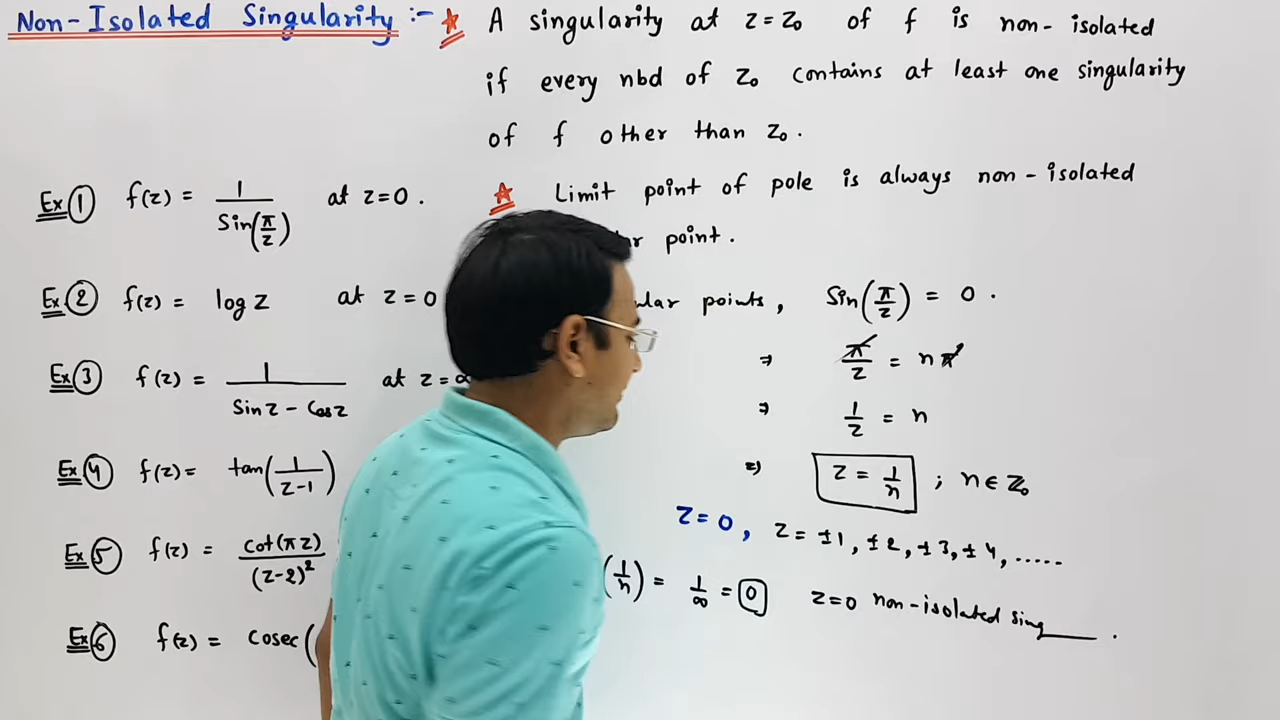 Non-Isolated Singularity :- ★ A singularity at z = z₀ of f is non-isolated
if every nbd of z₀ contains at least one singularity
of f other than z₀.
★ Limit point of pole is always non-isolated
point.
Ex① f(z) = 1/Sin(π/z) at z=0.
Ex② f(z) = log z at z=0
Ex③ f(z) = 1/(Sin z - Cos z) at z=∞
Ex④ f(z) = tan(1/(z-1))
Ex⑤ f(z) = cot(πz)/(z-2)²
Ex⑥ f(z) = cosec(
points, Sin(π/z) = 0.
⇒ π/z = nπ
⇒ 1/z = n
⇒ z = 1/n ; n ∈ Z₀
z=0, z = ±1, ±2, ±3, ±4, .....
(1/n) = 1/∞ = 0 z=0 non-isolated sing____.